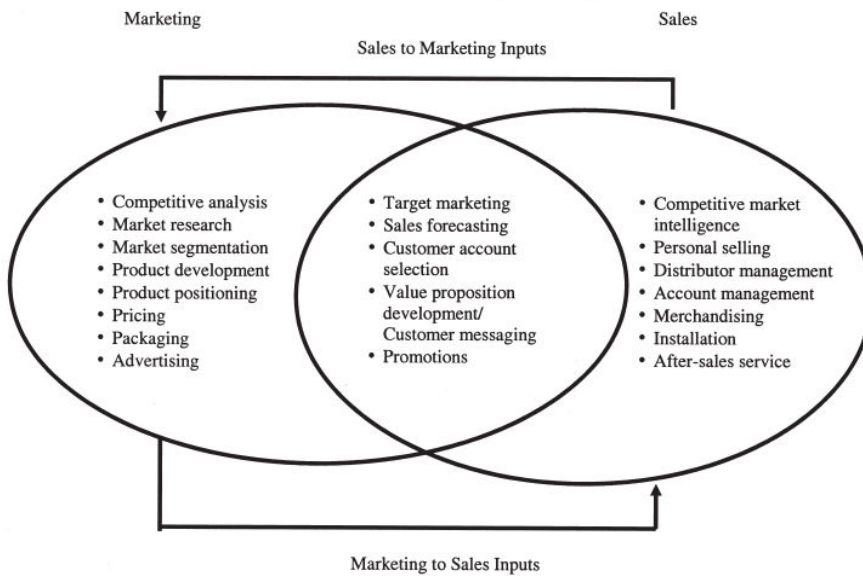 Marketing
Sales
Sales to Marketing Inputs
• Competitive analysis
• Market research
• Market segmentation
• Product development
• Product positioning
• Pricing
• Packaging
• Advertising
• Target marketing
• Sales forecasting
• Customer account
selection
• Value proposition
development/
Customer messaging
• Promotions
• Competitive market
intelligence
• Personal selling
• Distributor management
• Account management
• Merchandising
• Installation
• After-sales service
Marketing to Sales Inputs